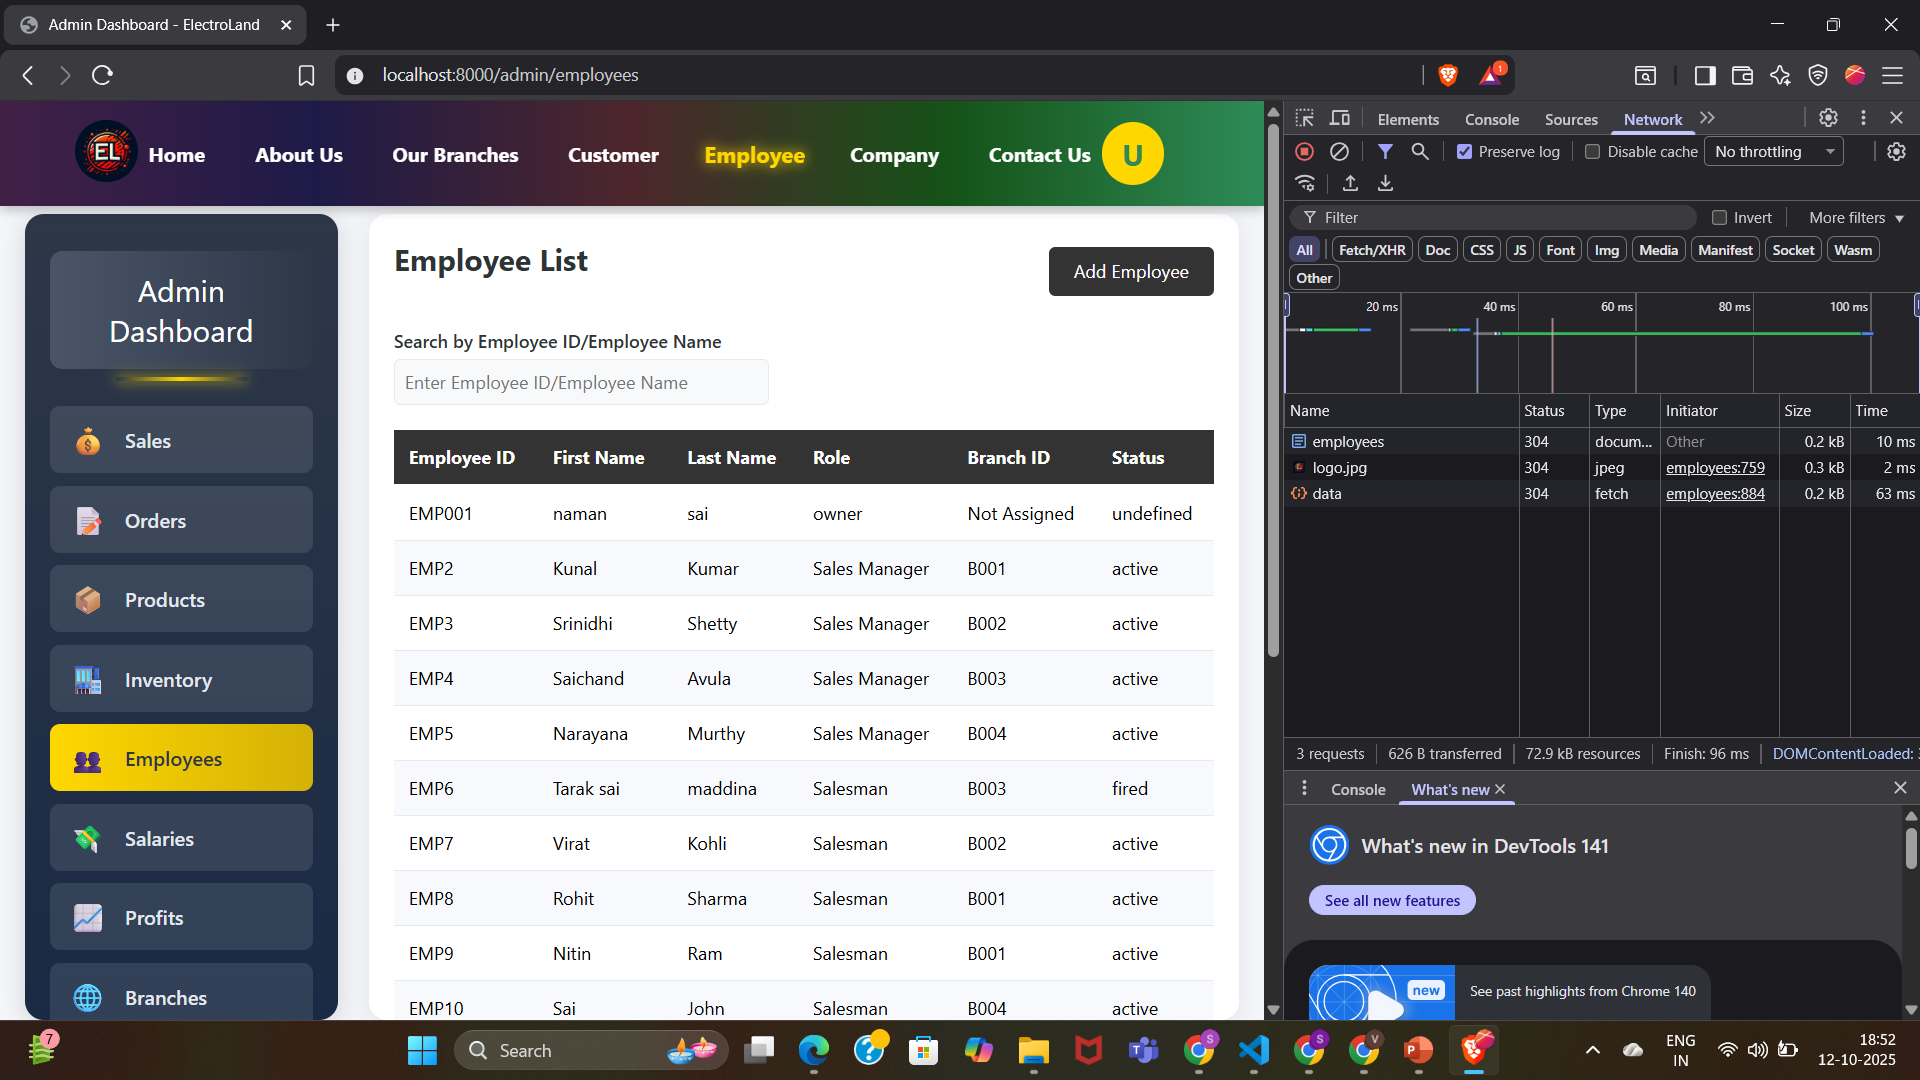 Admin Dashboard - ElectroLand
localhost:8000/admin/employees
1
EL
Home
About Us
Our Branches
Customer
Employee
Company
Contact Us
U
Admin
Dashboard
Sales
Orders
Products
Inventory
Employees
Salaries
Profits
Branches
Employee List
Add Employee
Search by Employee ID/Employee Name
Enter Employee ID/Employee Name
Employee ID First Name Last Name Role Branch ID Status
EMP001 naman sai owner Not Assigned undefined
EMP2 Kunal Kumar Sales Manager B001 active
EMP3 Srinidhi Shetty Sales Manager B002 active
EMP4 Saichand Avula Sales Manager B003 active
EMP5 Narayana Murthy Sales Manager B004 active
EMP6 Tarak sai maddina Salesman B003 fired
EMP7 Virat Kohli Salesman B002 active
EMP8 Rohit Sharma Salesman B001 active
EMP9 Nitin Ram Salesman B001 active
EMP10 Sai John Salesman B004 active
Elements Console Sources Network
Preserve log Disable cache No throttling
Filter Invert More filters
All Fetch/XHR Doc CSS JS Font Img Media Manifest Socket Wasm
Other
20 ms 40 ms 60 ms 80 ms 100 ms
Name Status Type Initiator Size Time
employees 304 docum... Other 0.2 kB 10 ms
logo.jpg 304 jpeg employees:759 0.3 kB 2 ms
data 304 fetch employees:884 0.2 kB 63 ms
3 requests 626 B transferred 72.9 kB resources Finish: 96 ms DOMContentLoaded:
Console What's new
What's new in DevTools 141
See all new features
new
See past highlights from Chrome 140
7
Search
S
S
V
T
P
ENG
IN
18:52
12-10-2025